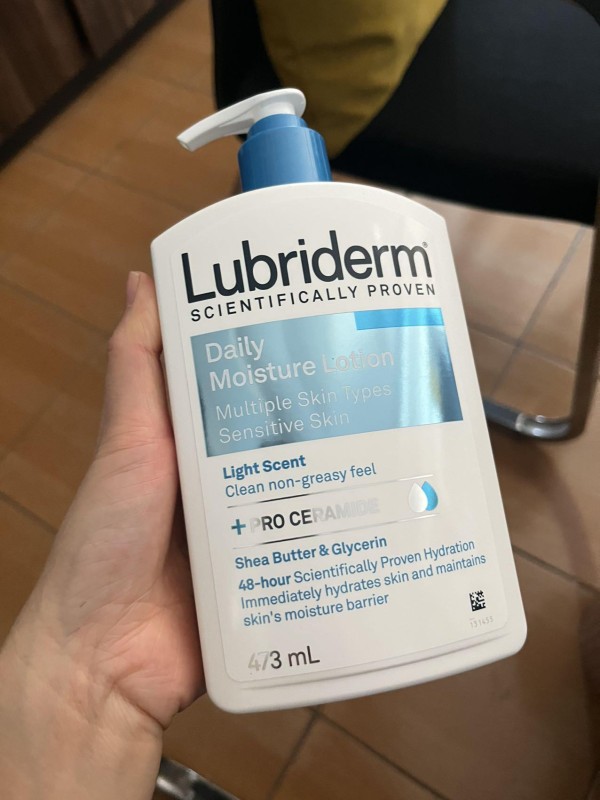 Lubriderm®
SCIENTIFICALLY PROVEN
Daily
Moisture Lotion
Multiple Skin Types
Sensitive Skin
Light Scent
Clean non-greasy feel
+ PRO CERAMIDE
Shea Butter & Glycerin
48-hour Scientifically Proven Hydration
Immediately hydrates skin and maintains
skin's moisture barrier
473 mL